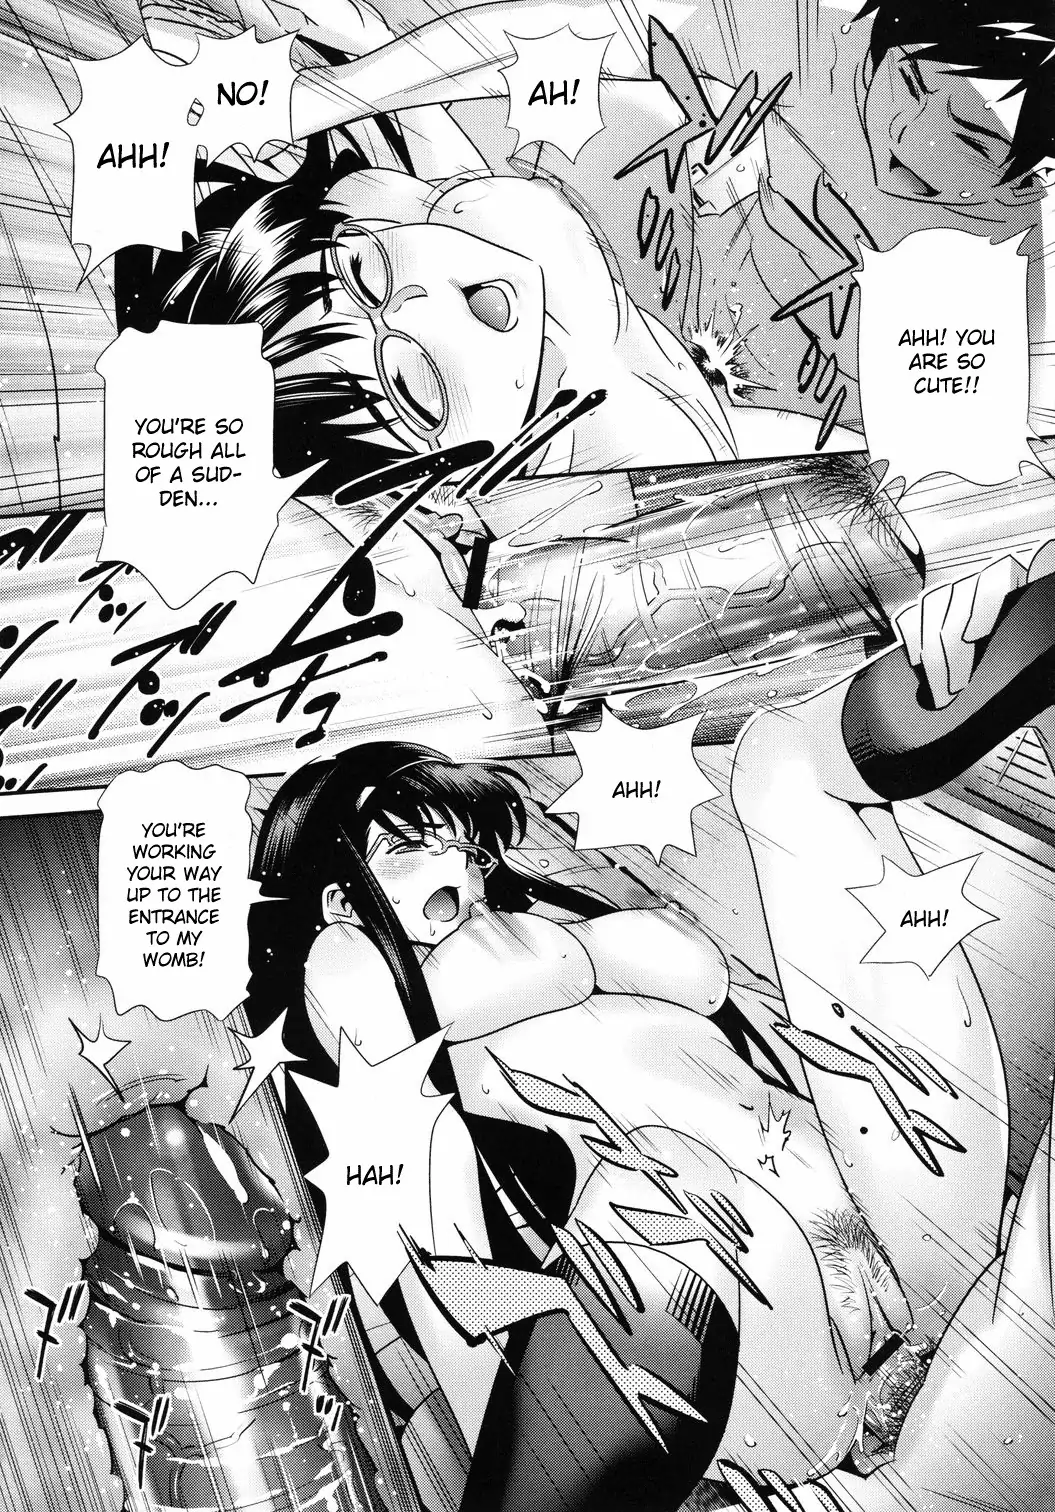 AH!
NO!
AHH!
AHH! YOU
ARE SO
CUTE!!
YOU'RE SO
ROUGH ALL
OF A SUD-
DEN...
AHH!
YOU'RE
WORKING
YOUR WAY
UP TO THE
ENTRANCE
TO MY
WOMB!
AHH!
HAH!